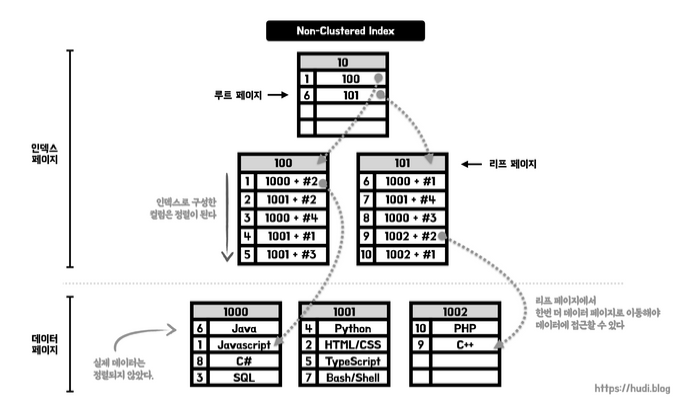 Non-Clustered Index
10
1 100
6 101
루트 페이지
인덱스
페이지
100
1 1000 + #2
2 1001 + #2
3 1000 + #4
4 1001 + #1
5 1001 + #3
101
6 1000 + #1
7 1001 + #4
8 1000 + #3
9 1002 + #2
10 1002 + #1
리프 페이지
인덱스로 구성한
컬럼은 정렬이 된다
데이터
페이지
1000
6 Java
1 Javascript
8 C#
3 SQL
1001
4 Python
2 HTML/CSS
5 TypeScript
7 Bash/Shell
1002
10 PHP
9 C++
리프 페이지에서
한번 더 데이터 페이지로 이동해야
데이터에 접근할 수 있다
실제 데이터는
정렬되지 않았다.
https://hudi.blog